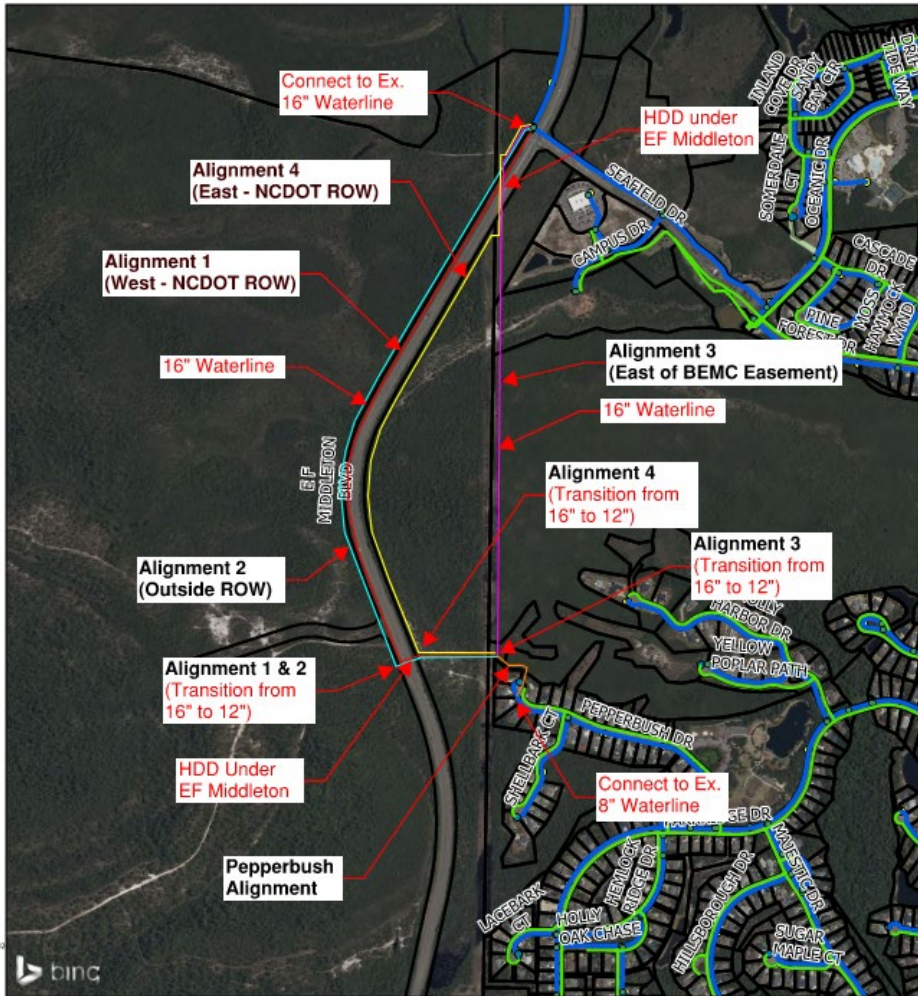 Connect to Ex.
16" Waterline
HDD under
EF Middleton
Alignment 4
(East - NCDOT ROW)
Alignment 1
(West - NCDOT ROW)
16" Waterline
Alignment 3
(East of BEMC Easement)
16" Waterline
E F
MIDDLETON
BLVD
Alignment 4
(Transition from
16" to 12")
Alignment 2
(Outside ROW)
Alignment 3
(Transition from
16" to 12")
Alignment 1 & 2
(Transition from
16" to 12")
HDD Under
EF Middleton
Connect to Ex.
8" Waterline
Pepperbush
Alignment
INLAND
COVE DR
SANDY
BAY CIR
DRIFT
TIDE WAY
SOMERDALE
CT
OCEANIC DR
SEAFIELD DR
CAMPUS DR
CASCADE
DR
MOSS
HAMMOCK
WYND
PINE
FOREST DR
HARBOR DR
YELLOW
POPLAR PATH
PEPPERBUSH DR
SHELLBARK CT
MAJESTIC DR
HEMLOCK
RIDGE DR
LACEBARK
CT
HOLLY
OAK CHASE
HILLSBOROUGH DR
SUGAR
MAPLE CT
bing